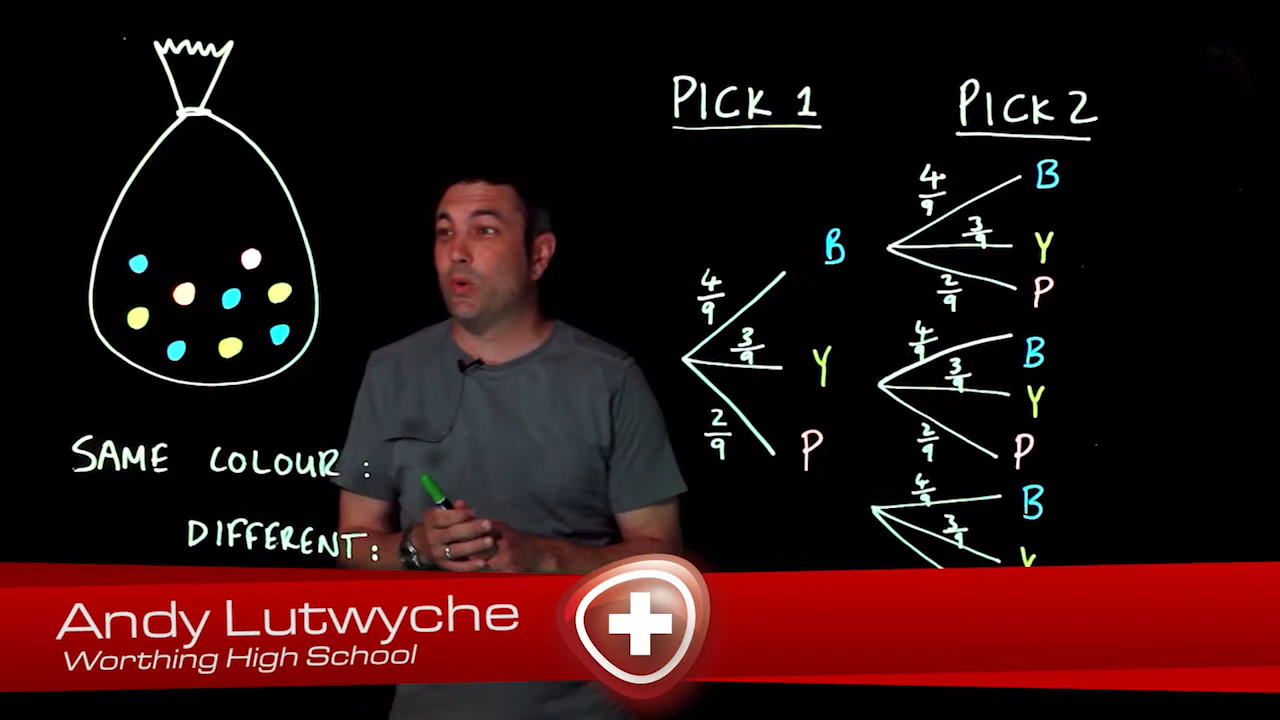 PICK 1
PICK 2
4/9 B
3/9 Y
2/9 P
4/9 B
3/9 Y
2/9 P
4/9 B
3/9 Y
2/9 P
4/9 B
3/9 Y
SAME COLOUR:
DIFFERENT:
Andy Lutwyche
Worthing High School